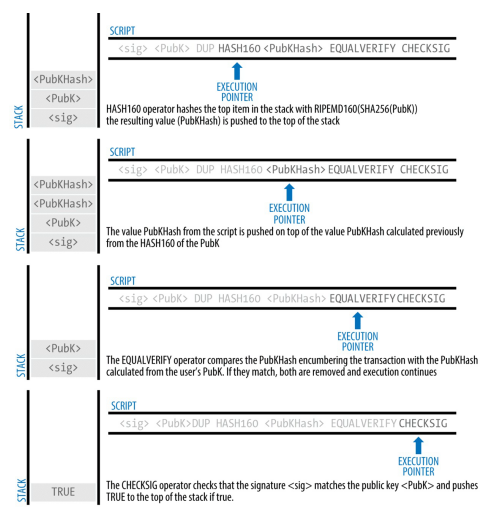 SCRIPT
<sig> <PubK> DUP HASH160 <PubKHash> EQUALVERIFY CHECKSIG
EXECUTION
POINTER
STACK
<PubKHash>
<PubK>
<sig>
HASH160 operator hashes the top item in the stack with RIPEMD160(SHA256(PubK))
the resulting value (PubKHash) is pushed to the top of the stack
SCRIPT
<sig> <PubK> DUP HASH160 <PubKHash> EQUALVERIFY CHECKSIG
EXECUTION
POINTER
STACK
<PubKHash>
<PubKHash>
<PubK>
<sig>
The value PubKHash from the script is pushed on top of the value PubKHash calculated previously
from the HASH160 of the PubK
SCRIPT
<sig> <PubK> DUP HASH160 <PubKHash> EQUALVERIFY CHECKSIG
EXECUTION
POINTER
STACK
<PubK>
<sig>
The EQUALVERIFY operator compares the PubKHash encumbering the transaction with the PubKHash
calculated from the user's PubK. If they match, both are removed and execution continues
SCRIPT
<sig> <PubK>DUP HASH160 <PubKHash> EQUALVERIFY CHECKSIG
EXECUTION
POINTER
STACK
TRUE
The CHECKSIG operator checks that the signature <sig> matches the public key <PubK> and pushes
TRUE to the top of the stack if true.